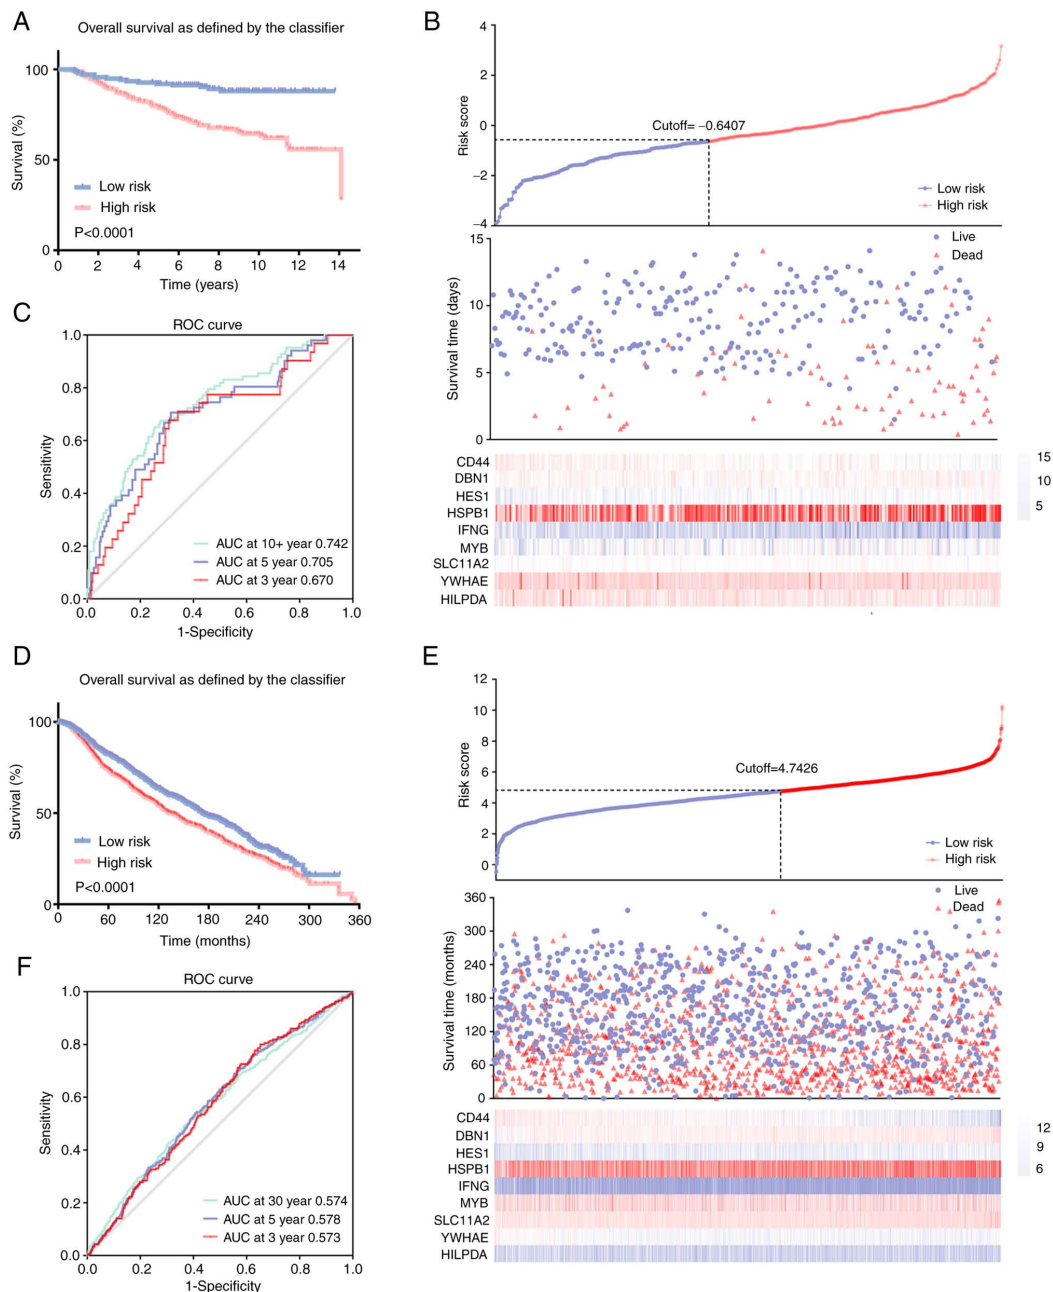 A
Overall survival as defined by the classifier
100
50
0
Survival (%)
Low risk
High risk
P<0.0001
0 2 4 6 8 10 12 14
Time (years)
B
4
2
0
−2
−4
Risk score
Cutoff= −0.6407
Low risk
High risk
15
10
5
0
Survival time (days)
Live
Dead
CD44
DBN1
HES1
HSPB1
IFNG
MYB
SLC11A2
YWHAE
HILPDA
15
10
5
C
ROC curve
1.0
0.8
0.6
0.4
0.2
0.0
Sensitivity
AUC at 10+ year 0.742
AUC at 5 year 0.705
AUC at 3 year 0.670
0.0 0.2 0.4 0.6 0.8 1.0
1-Specificity
D
Overall survival as defined by the classifier
100
50
0
Survival (%)
Low risk
High risk
P<0.0001
0 60 120 180 240 300 360
Time (months)
E
12
10
8
6
4
2
0
Risk score
Cutoff=4.7426
Low risk
High risk
360
300
240
180
120
60
0
Survival time (months)
Live
Dead
CD44
DBN1
HES1
HSPB1
IFNG
MYB
SLC11A2
YWHAE
HILPDA
12
9
6
F
ROC curve
1.0
0.8
0.6
0.4
0.2
0.0
Sensitivity
AUC at 30 year 0.574
AUC at 5 year 0.578
AUC at 3 year 0.573
0.0 0.2 0.4 0.6 0.8 1.0
1-Specificity